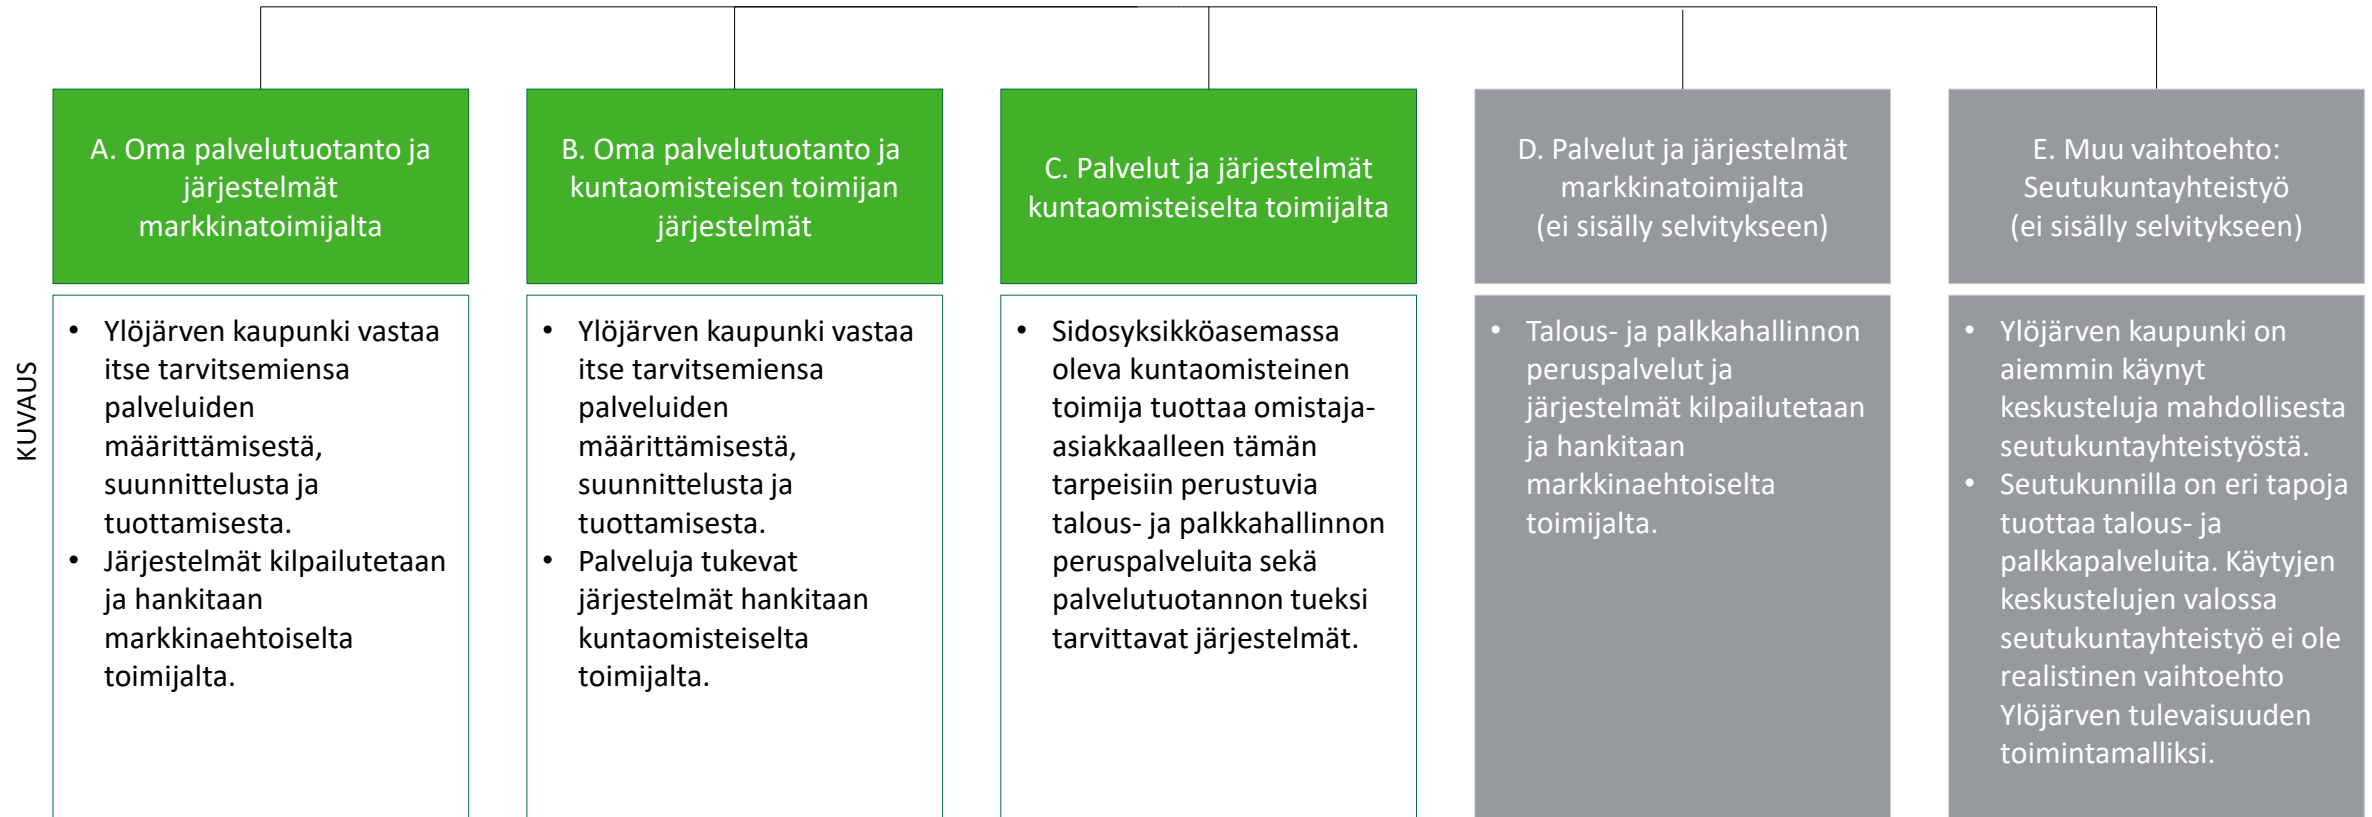 A. Oma palvelutuotanto ja
järjestelmät
markkinatoimijalta
B. Oma palvelutuotanto ja
kuntaomisteisen toimijan
järjestelmät
C. Palvelut ja järjestelmät
kuntaomisteiselta toimijalta
D. Palvelut ja järjestelmät
markkinatoimijalta
(ei sisälly selvitykseen)
E. Muu vaihtoehto:
Seutukuntayhteistyö
(ei sisälly selvitykseen)
KUVAUS
• Ylöjärven kaupunki vastaa
itse tarvitsemiensa
palveluiden
määrittämisestä,
suunnittelusta ja
tuottamisesta.
• Järjestelmät kilpailutetaan
ja hankitaan
markkinaehtoiselta
toimijalta.
• Ylöjärven kaupunki vastaa
itse tarvitsemiensa
palveluiden
määrittämisestä,
suunnittelusta ja
tuottamisesta.
• Palveluja tukevat
järjestelmät hankitaan
kuntaomisteiselta
toimijalta.
• Sidosyksikköasemassa
oleva kuntaomisteinen
toimija tuottaa omistaja-
asiakkaalleen tämän
tarpeisiin perustuvia
talous- ja palkkahallinnon
peruspalveluita sekä
palvelutuotannon tueksi
tarvittavat järjestelmät.
• Talous- ja palkkahallinnon
peruspalvelut ja
järjestelmät kilpailutetaan
ja hankitaan
markkinaehtoiselta
toimijalta.
• Ylöjärven kaupunki on
aiemmin käynyt
keskusteluja mahdollisesta
seutukuntayhteistyöstä.
• Seutukunnilla on eri tapoja
tuottaa talous- ja
palkkapalveluita. Käytyjen
keskustelujen valossa
seutukuntayhteistyö ei ole
realistinen vaihtoehto
Ylöjärven tulevaisuuden
toimintamalliksi.